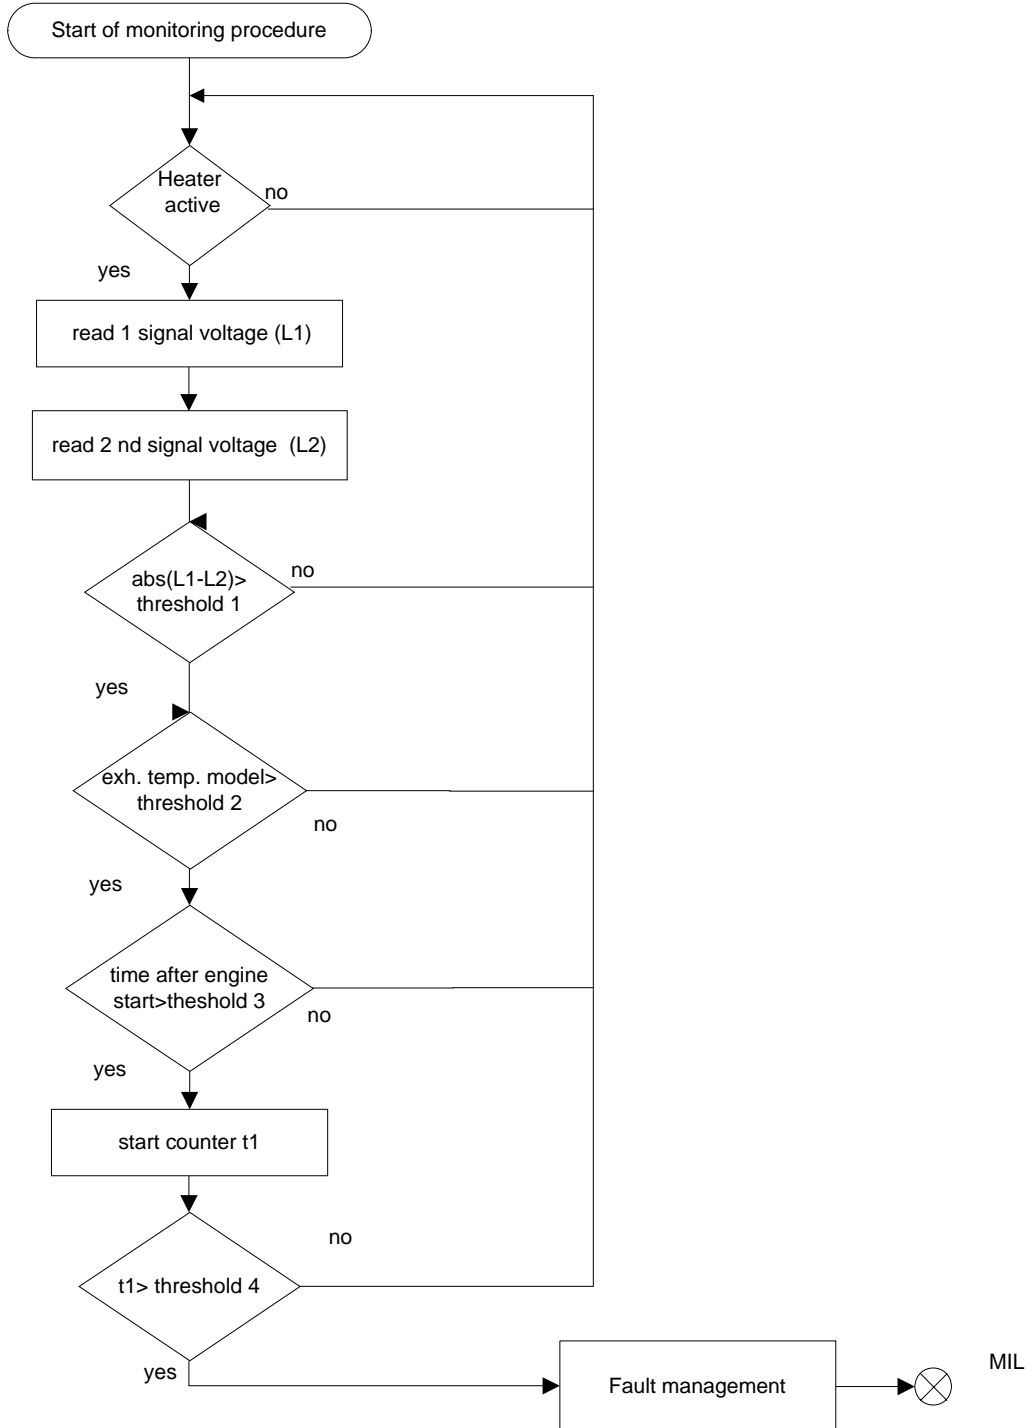 Start of monitoring procedure
Heater
active
no
yes
read 1 signal voltage (L1)
read 2 nd signal voltage (L2)
abs(L1-L2)>
threshold 1
no
yes
exh. temp. model>
threshold 2
no
yes
time after engine
start>theshold 3
no
yes
start counter t1
no
t1> threshold 4
yes
Fault management
MIL